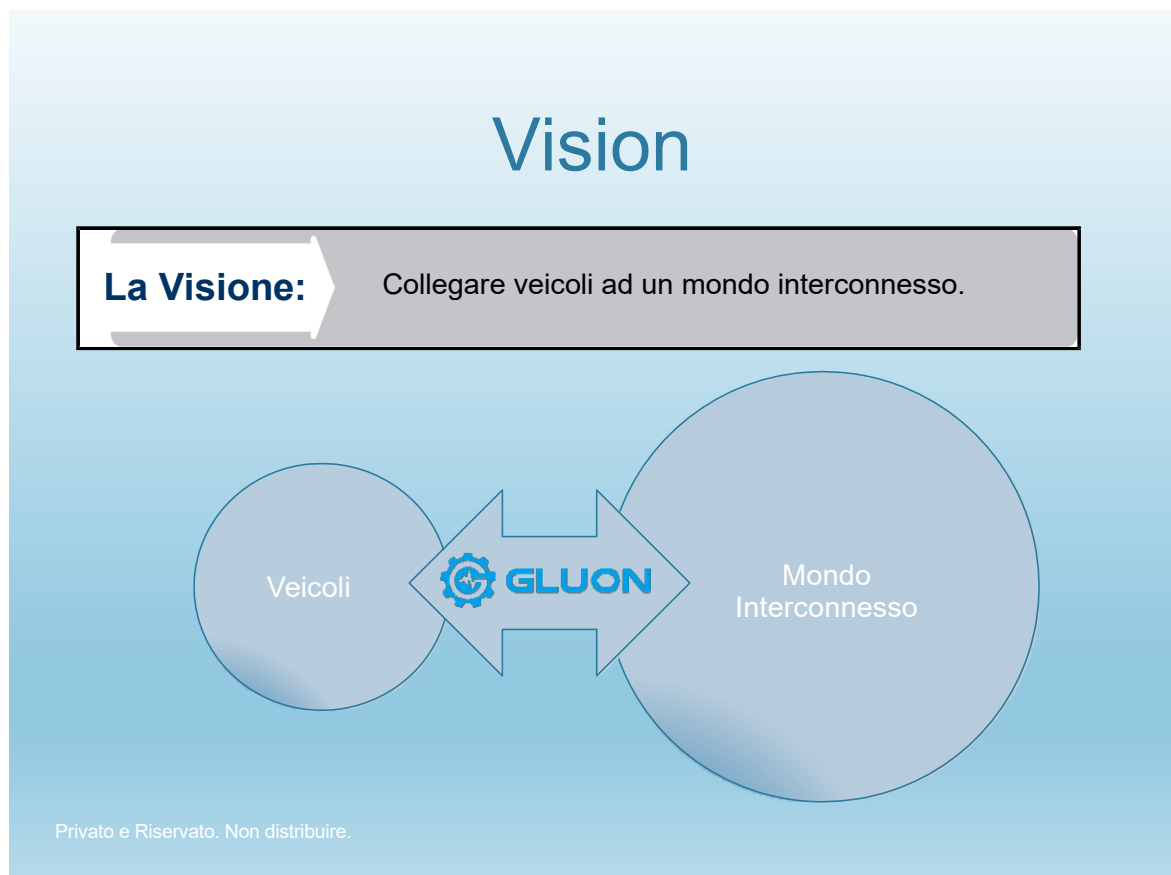 Vision
La Visione:
Collegare veicoli ad un mondo interconnesso.
Veicoli
GLUON
Mondo
Interconnesso
Privato e Riservato. Non distribuire.